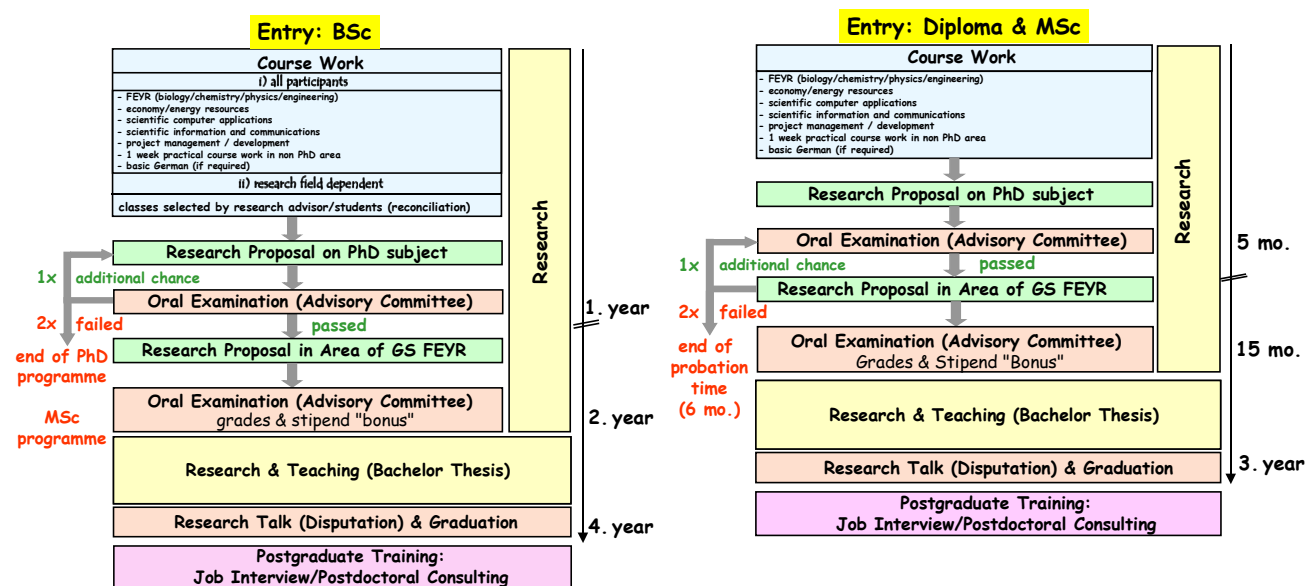 Entry: BSc
Course Work
i) all participants
- FEYR (biology/chemistry/physics/engineering)
- economy/energy resources
- scientific computer applications
- scientific information and communications
- project management / development
- 1 week practical course work in non PhD area
- basic German (if required)
ii) research field dependent
classes selected by research advisor/students (reconciliation)
Research Proposal on PhD subject
1x additional chance
Oral Examination (Advisory Committee)
2x failed
passed
end of PhD
programme
Research Proposal in Area of GS FEYR
MSc
programme
Oral Examination (Advisory Committee)
grades & stipend "bonus"
Research
1. year
2. year
Research & Teaching (Bachelor Thesis)
Research Talk (Disputation) & Graduation
4. year
Postgraduate Training:
Job Interview/Postdoctoral Consulting
Entry: Diploma & MSc
Course Work
- FEYR (biology/chemistry/physics/engineering)
- economy/energy resources
- scientific computer applications
- scientific information and communications
- project management / development
- 1 week practical course work in non PhD area
- basic German (if required)
Research Proposal on PhD subject
Oral Examination (Advisory Committee)
1x additional chance
passed
Research Proposal in Area of GS FEYR
2x failed
end of
probation
time
(6 mo.)
Oral Examination (Advisory Committee)
Grades & Stipend "Bonus"
Research
5 mo.
15 mo.
Research & Teaching (Bachelor Thesis)
Research Talk (Disputation) & Graduation
3. year
Postgraduate Training:
Job Interview/Postdoctoral Consulting